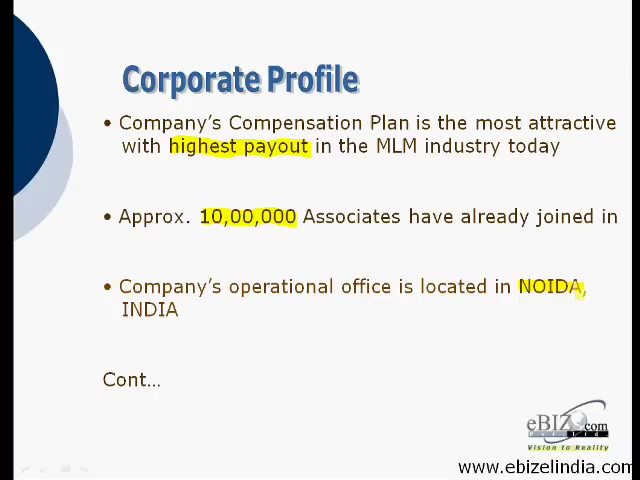 Corporate Profile
• Company's Compensation Plan is the most attractive
with highest payout in the MLM industry today
• Approx. 10,00,000 Associates have already joined in
• Company's operational office is located in NOIDA,
INDIA
Cont...
eBIZ.com
Pvt Ltd
Vision to Reality
www.ebizelindia.com